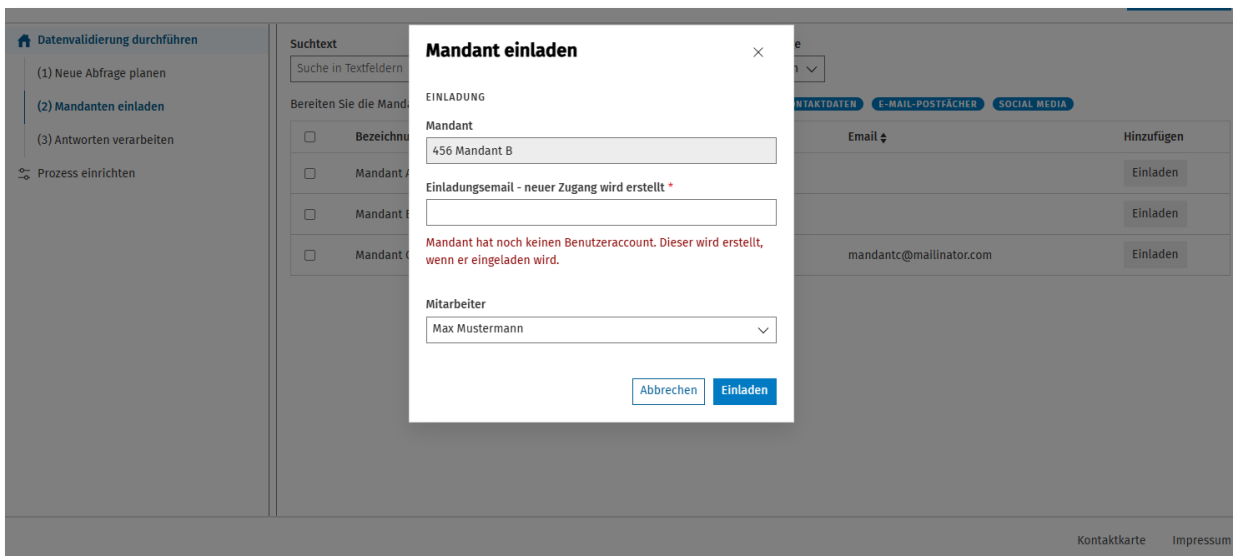 Datenvalidierung durchführen
(1) Neue Abfrage planen
(2) Mandanten einladen
(3) Antworten verarbeiten
Prozess einrichten
Suchtext
Suche in Textfeldern
Bereiten Sie die
E-MAIL-POSTFÄCHER SOCIAL MEDIA
Email Hinzufügen
Mandant Einladen
Mandant Einladen
Mandant mandantc@mailinator.com Einladen
Mandant einladen
EINLADUNG
Mandant
456 Mandant B
Einladungsemail - neuer Zugang wird erstellt *
Mandant hat noch keinen Benutzeraccount. Dieser wird erstellt,
wenn er eingeladen wird.
Mitarbeiter
Max Mustermann
Abbrechen Einladen
Kontaktkarte Impressum